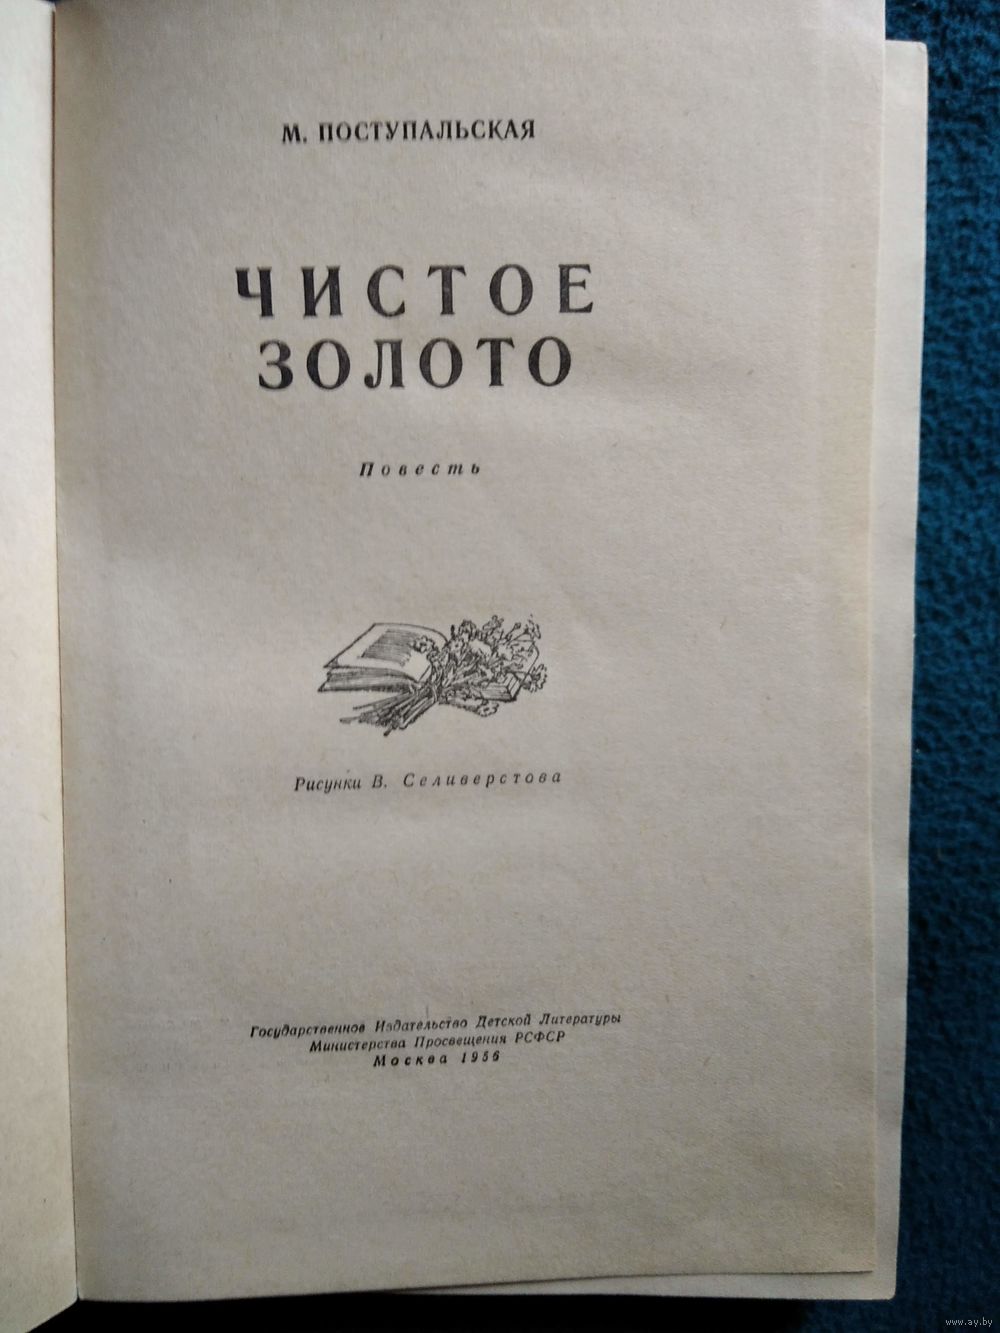 М. ПОСТУПАЛЬСКАЯ
ЧИСТОЕ
ЗОЛОТО
Повесть
Рисунки В. Селиверстова
Государственное Издательство Детской Литературы
Министерства Просвещения РСФСР
Москва 1956
www.ay.by